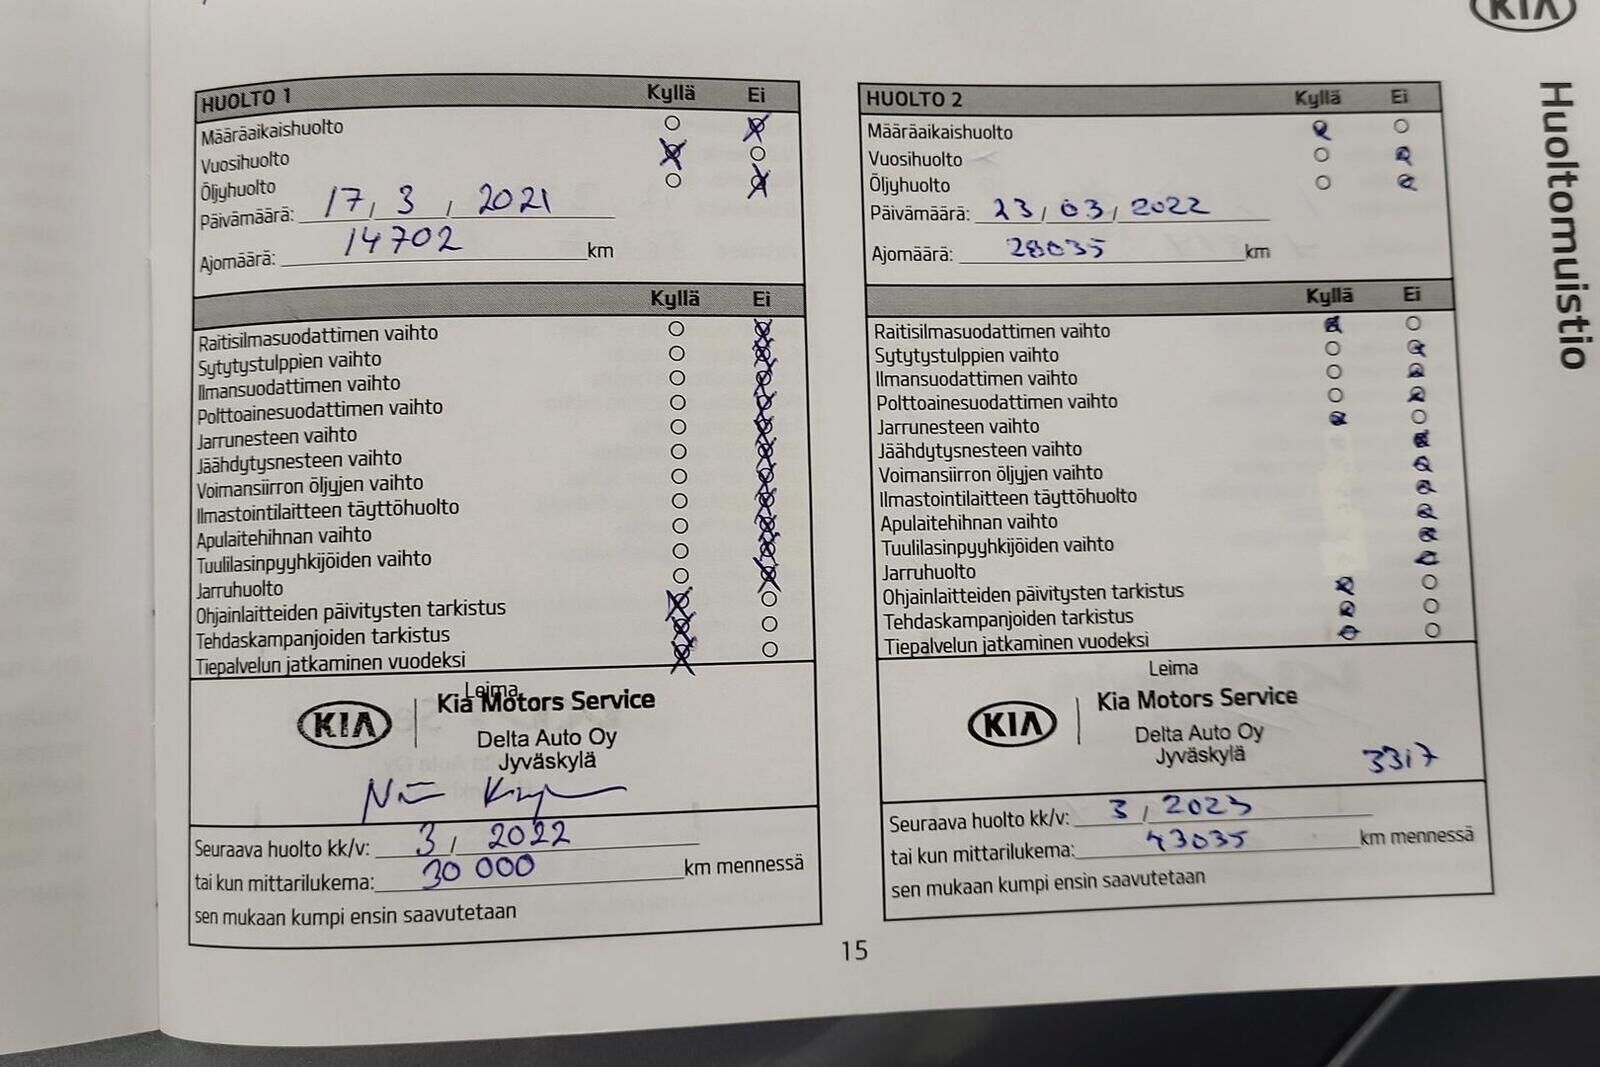 KIA
Huoltomuistio
HUOLTO 1 Kyllä Ei
Määräaikaishuolto
Vuosihuolto
Öljyhuolto
Päivämäärä: 17, 3, 2021
Ajomäärä: 14702 km
Kyllä Ei
Raitisilmasuodattimen vaihto
Sytytystulppien vaihto
Ilmansuodattimen vaihto
Polttoainesuodattimen vaihto
Jarrunesteen vaihto
Jäähdytysnesteen vaihto
Voimansiirron öljyjen vaihto
Ilmastointilaitteen täyttöhuolto
Apulaitehihnan vaihto
Tuulilasinpyyhkijöiden vaihto
Jarruhuolto
Ohjainlaitteiden päivitysten tarkistus
Tehdaskampanjoiden tarkistus
Tiepalvelun jatkaminen vuodeksi
Leima
KIA Kia Motors Service
Delta Auto Oy
Jyväskylä
Seuraava huolto kk/v: 3, 2022
tai kun mittarilukema: 30 000 km mennessä
sen mukaan kumpi ensin saavutetaan
HUOLTO 2 Kyllä Ei
Määräaikaishuolto
Vuosihuolto
Öljyhuolto
Päivämäärä: 23, 03, 2022
Ajomäärä: 28035 km
Kyllä Ei
Raitisilmasuodattimen vaihto
Sytytystulppien vaihto
Ilmansuodattimen vaihto
Polttoainesuodattimen vaihto
Jarrunesteen vaihto
Jäähdytysnesteen vaihto
Voimansiirron öljyjen vaihto
Ilmastointilaitteen täyttöhuolto
Apulaitehihnan vaihto
Tuulilasinpyyhkijöiden vaihto
Jarruhuolto
Ohjainlaitteiden päivitysten tarkistus
Tehdaskampanjoiden tarkistus
Tiepalvelun jatkaminen vuodeksi
Leima
KIA Kia Motors Service
Delta Auto Oy
Jyväskylä
3317
Seuraava huolto kk/v: 3, 2023
tai kun mittarilukema: 43035 km mennessä
sen mukaan kumpi ensin saavutetaan
15